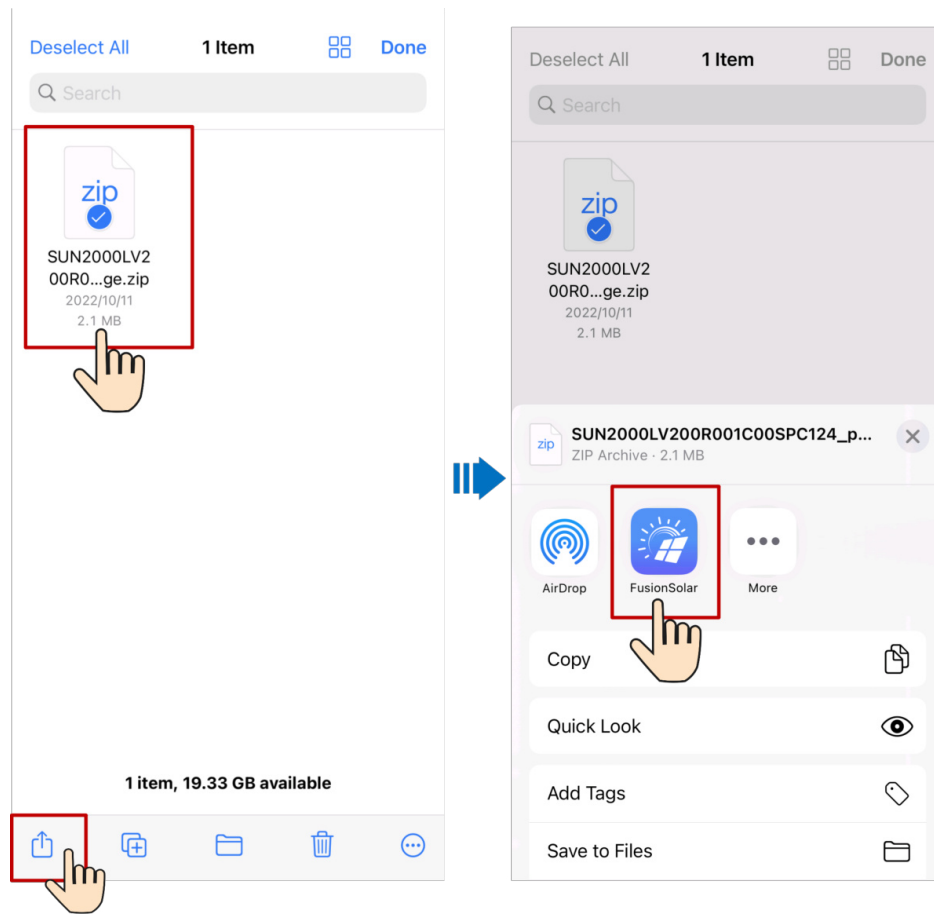 Deselect All 1 Item Done
Search
zip
SUN2000LV2
00R0...ge.zip
2022/10/11
2.1 MB
1 item, 19.33 GB available
Deselect All 1 Item Done
Search
zip
SUN2000LV2
00R0...ge.zip
2022/10/11
2.1 MB
zip
SUN2000LV200R001C00SPC124_p...
ZIP Archive · 2.1 MB
AirDrop FusionSolar More
Copy
Quick Look
Add Tags
Save to Files